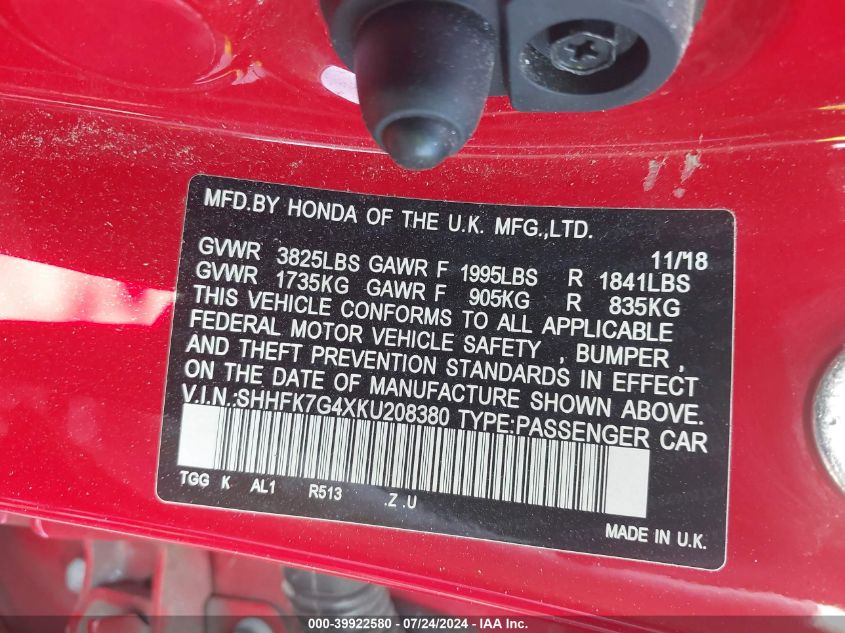 MFD.BY HONDA OF THE U.K. MFG.,LTD.
11/18
GVWR 3825LBS GAWR F 1995LBS R 1841LBS
GVWR 1735KG GAWR F 905KG R 835KG
THIS VEHICLE CONFORMS TO ALL APPLICABLE
FEDERAL MOTOR VEHICLE SAFETY , BUMPER ,
AND THEFT PREVENTION STANDARDS IN EFFECT
ON THE DATE OF MANUFACTURE SHOWN ABOVE.
V.I.N.:SHHFK7G4XKU208380 TYPE:PASSENGER CAR
TGG K AL1 R513 .Z .U
MADE IN U.K.
000-39922580 - 07/24/2024 - IAA Inc.